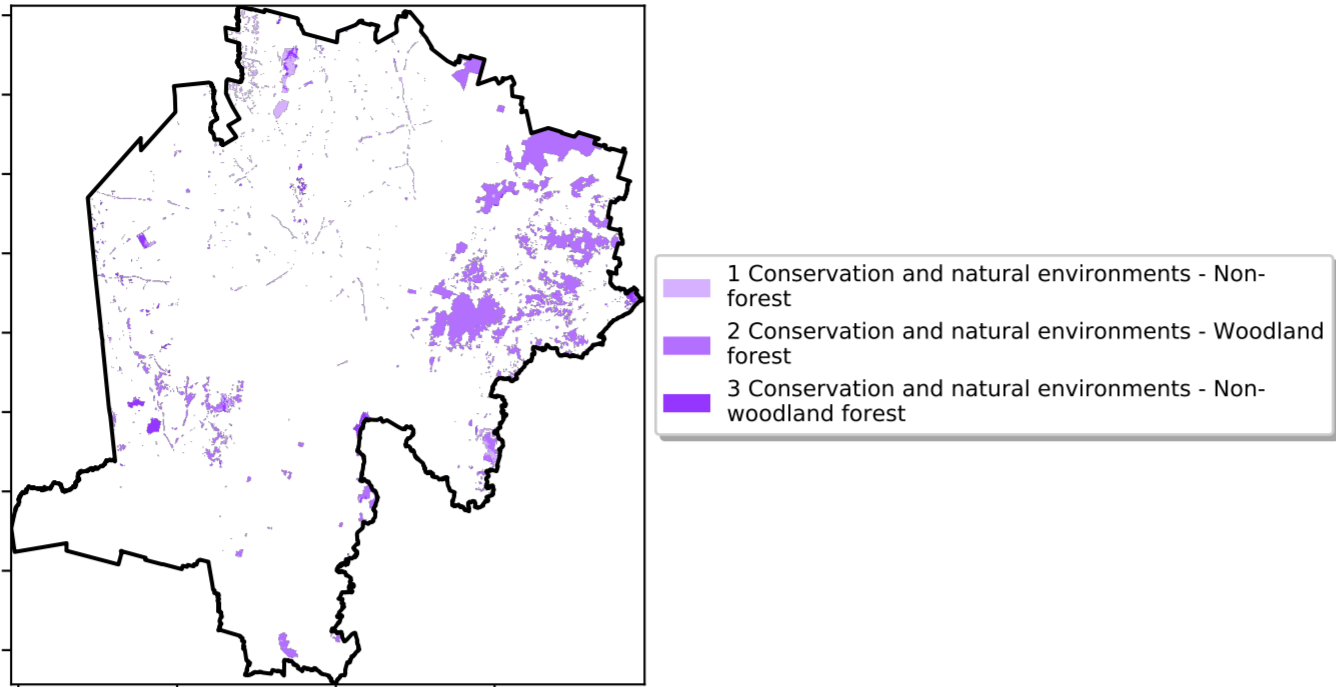 1 Conservation and natural environments - Non-
forest
2 Conservation and natural environments - Woodland
forest
3 Conservation and natural environments - Non-
woodland forest